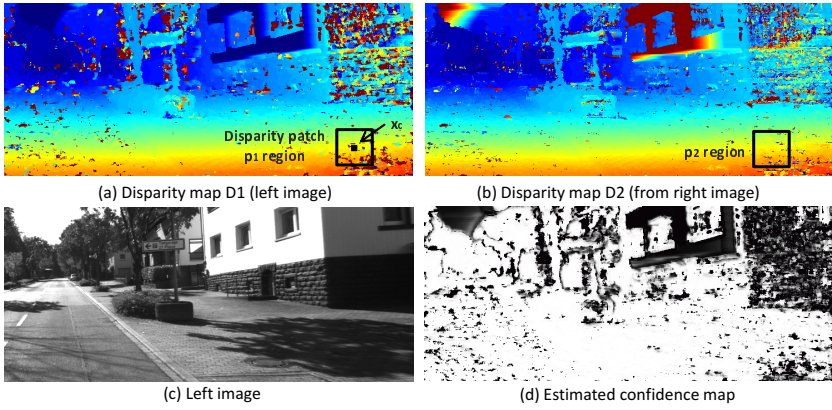 Disparity patch
p1 region
xc
p2 region
(a) Disparity map D1 (left image)
(b) Disparity map D2 (from right image)
(c) Left image
(d) Estimated confidence map